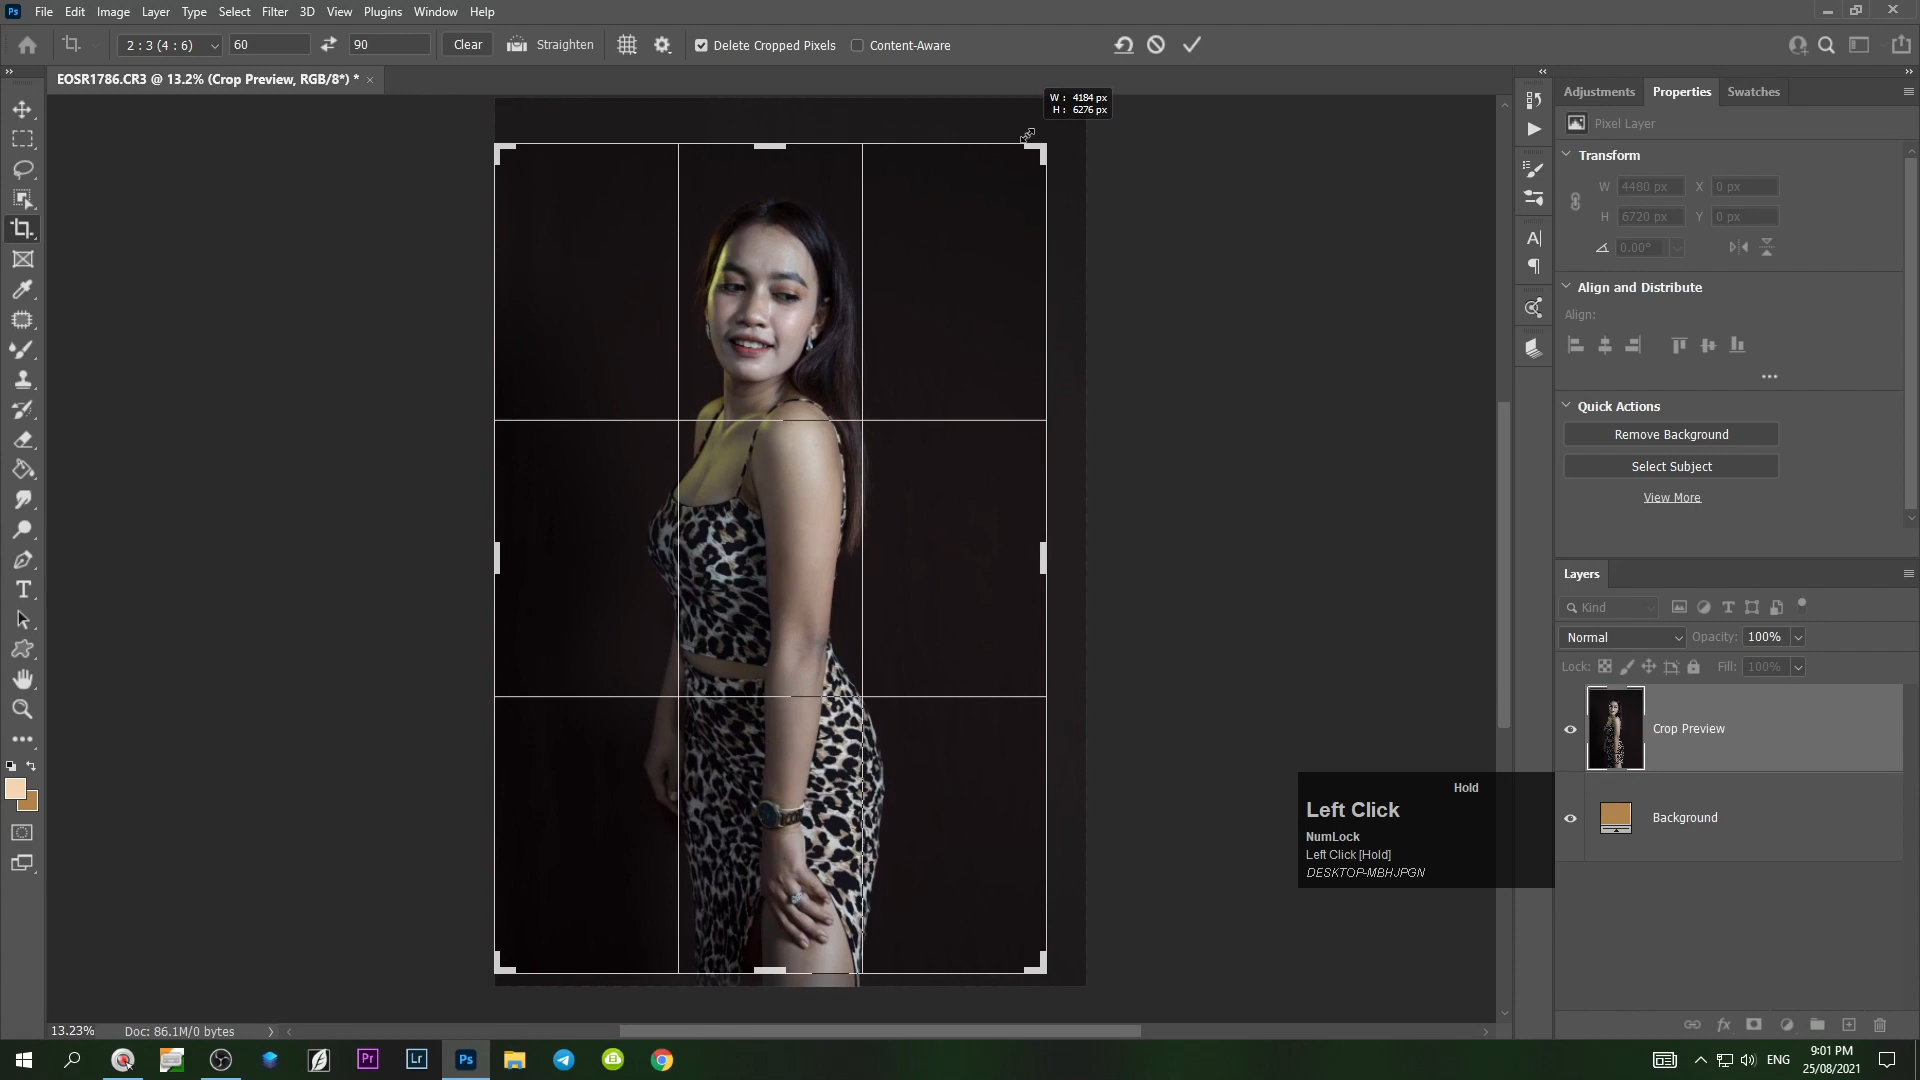 Ps File Edit Image Layer Type Select Filter 3D View Plugins Window Help
2 : 3 (4 : 6) 60 90 Clear Straighten Delete Cropped Pixels Content-Aware
EOSR1786.CR3 @ 13.2% (Crop Preview, RGB/8*) * ×
W : 4184 px
H : 6276 px
Adjustments Properties Swatches
Pixel Layer
Transform
W 4480 px X 0 px
H 6720 px Y 0 px
0.00°
Align and Distribute
Align:
Quick Actions
Remove Background
Select Subject
View More
Layers
Kind
Normal Opacity: 100%
Lock: Fill: 100%
Crop Preview
Background
Hold
Left Click
NumLock
Left Click [Hold]
DESKTOP-MBHJPGN
13.23% Doc: 86.1M/0 bytes
Pr Lr Ps ENG
9:01 PM
25/08/2021